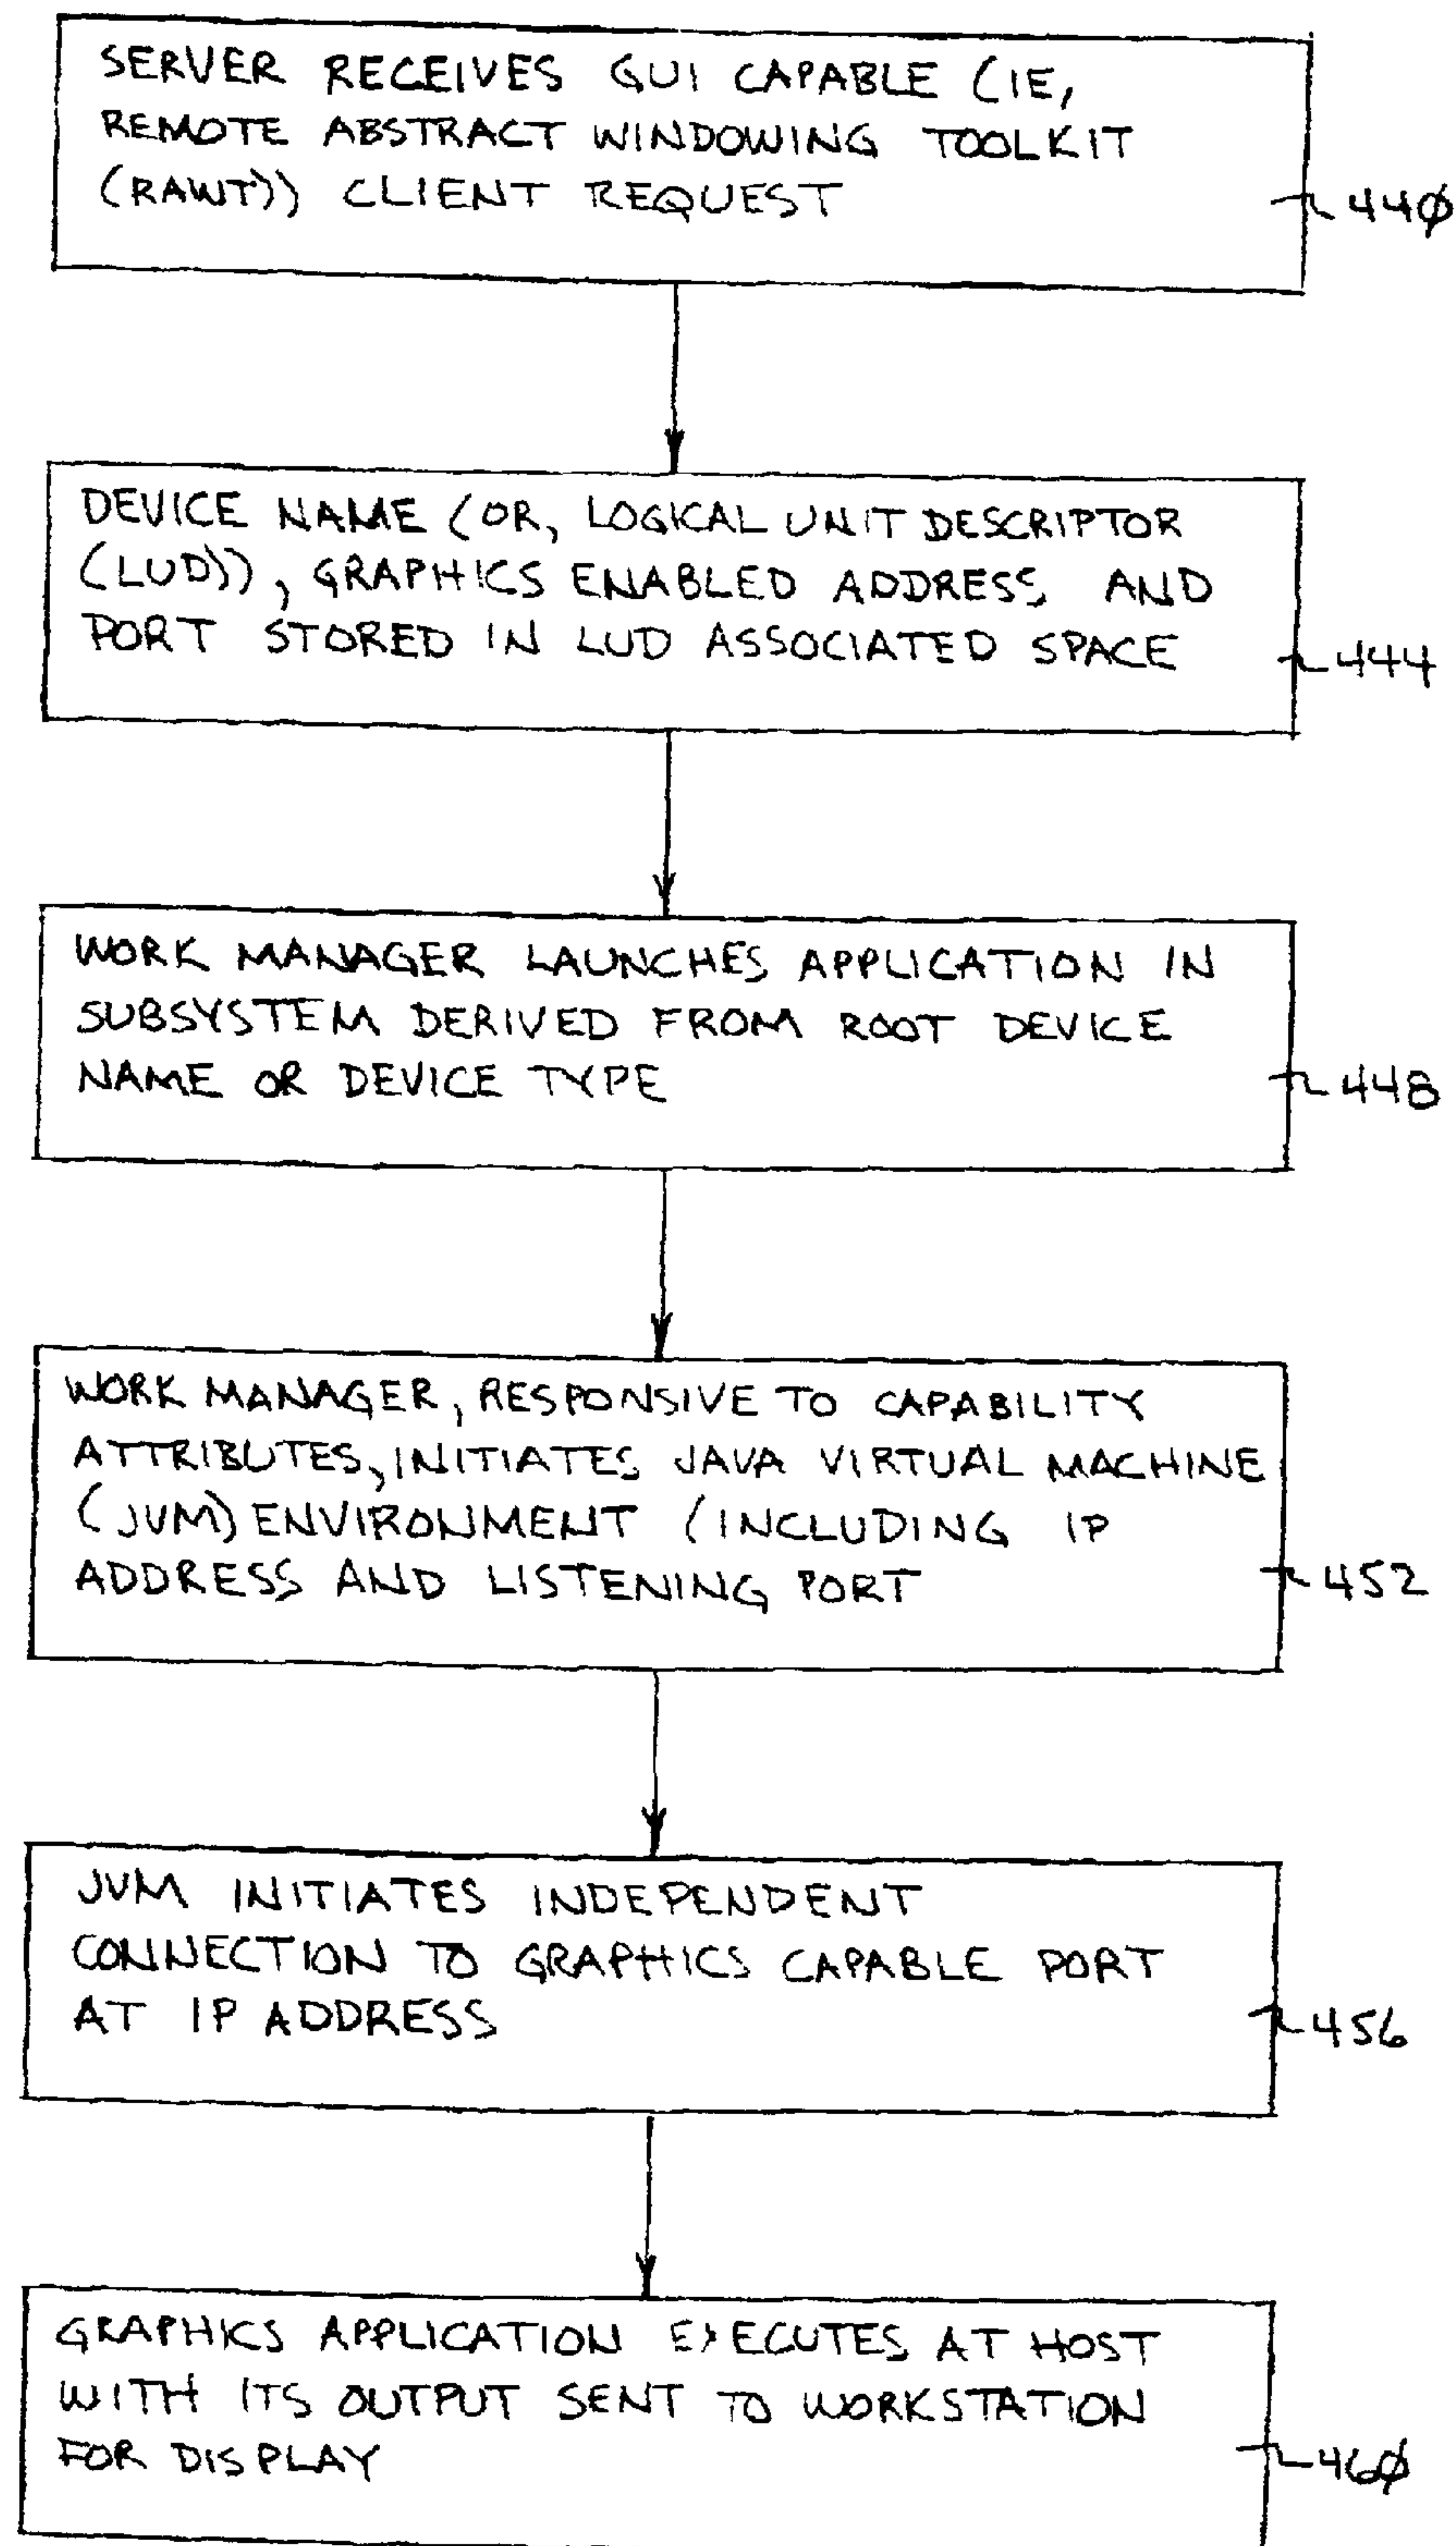 SERVER RECEIVES GUI CAPABLE (IE,
REMOTE ABSTRACT WINDOWING TOOLKIT
(RAWT)) CLIENT REQUEST
440
DEVICE NAME (OR, LOGICAL UNIT DESCRIPTOR
(LUD)), GRAPHICS ENABLED ADDRESS AND
PORT STORED IN LUD ASSOCIATED SPACE
444
WORK MANAGER LAUNCHES APPLICATION IN
SUBSYSTEM DERIVED FROM ROOT DEVICE
NAME OR DEVICE TYPE
448
WORK MANAGER, RESPONSIVE TO CAPABILITY
ATTRIBUTES, INITIATES JAVA VIRTUAL MACHINE
(JVM) ENVIRONMENT (INCLUDING IP
ADDRESS AND LISTENING PORT
452
JVM INITIATES INDEPENDENT
CONNECTION TO GRAPHICS CAPABLE PORT
AT IP ADDRESS
456
GRAPHICS APPLICATION EXECUTES AT HOST
WITH ITS OUTPUT SENT TO WORKSTATION
FOR DISPLAY
460